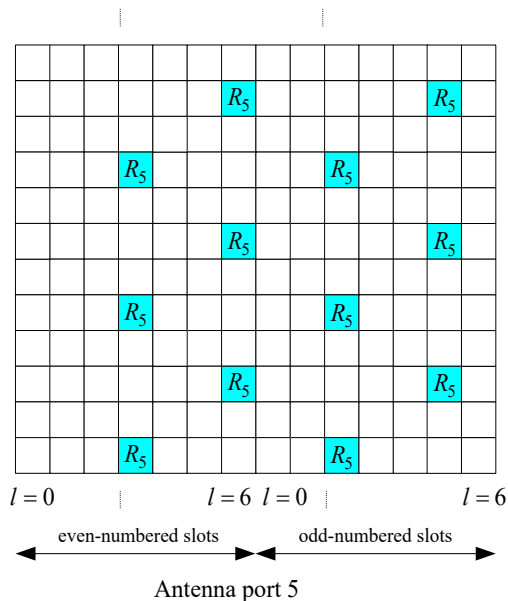 R5 R5
R5 R5
R5 R5
R5 R5
R5 R5
R5 R5
l = 0 l = 6 l = 0 l = 6
even-numbered slots odd-numbered slots
Antenna port 5